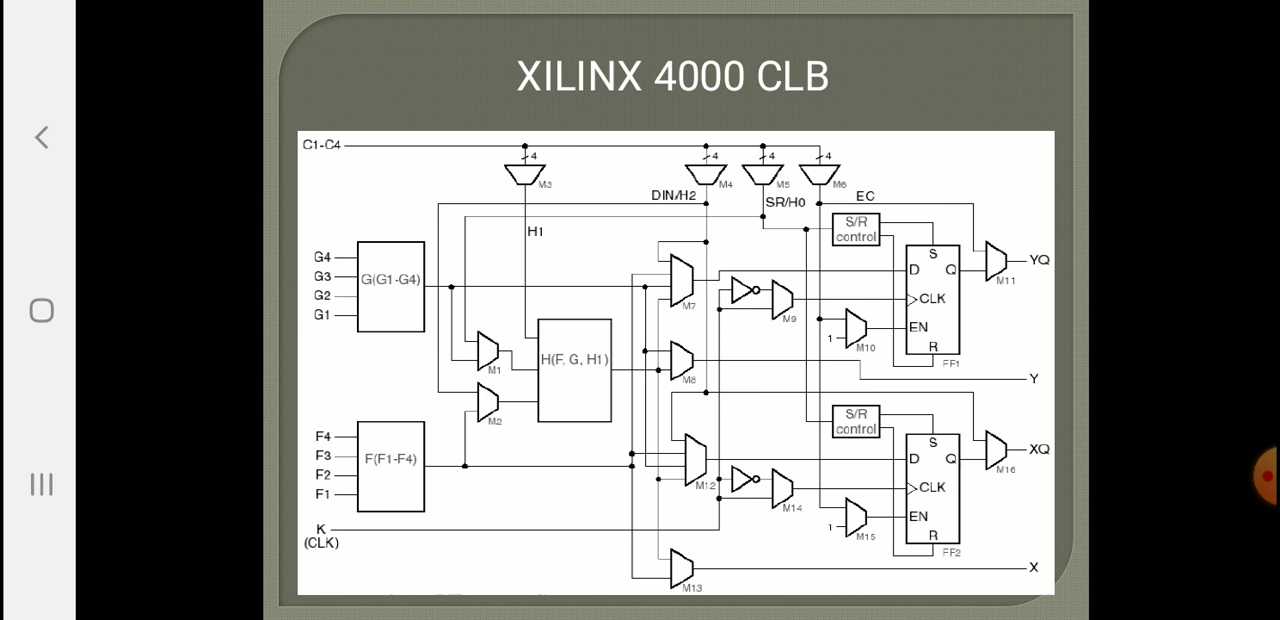 XILINX 4000 CLB
C1-C4
4
4
4
4
M3
M4
M5
M6
DIN/H2
SR/H0
EC
H1
S/R
control
G4
G3
G2
G1
G(G1-G4)
S
D
Q
YQ
M11
M7
CLK
M9
EN
1
M10
R
FF1
M1
H(F, G, H1)
M8
Y
M2
S/R
control
F4
F3
F2
F1
F(F1-F4)
S
D
Q
XQ
M16
M12
CLK
M14
EN
1
M15
R
FF2
K
(CLK)
X
M13